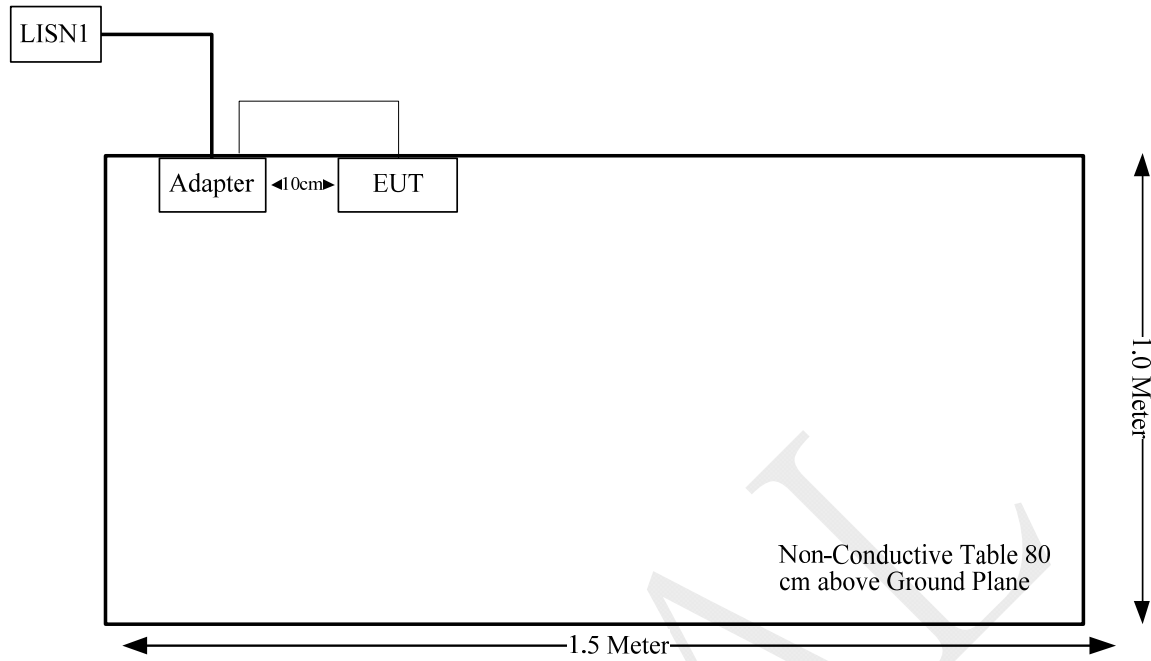 LISN1
Adapter
10cm
EUT
1.0 Meter
Non-Conductive Table 80
cm above Ground Plane
1.5 Meter